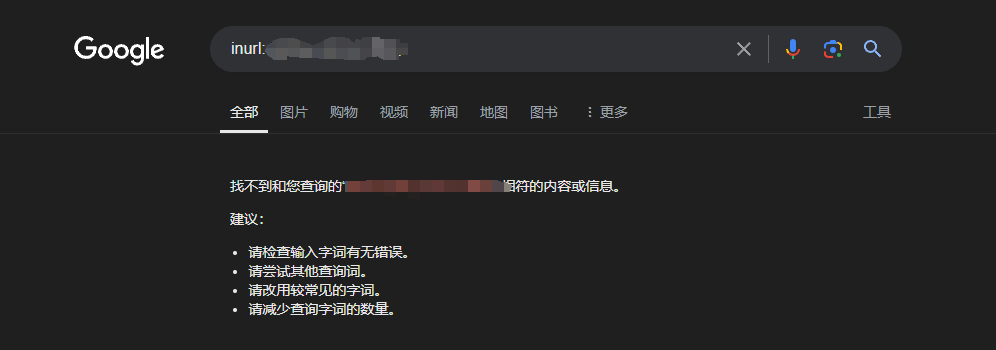 Google
inurl:
全部 图片 购物 视频 新闻 地图 图书 更多 工具
找不到和您查询的“ 相符的内容或信息。
建议：
请检查输入字词有无错误。
请尝试其他查询词。
请改用较常见的字词。
请减少查询字词的数量。